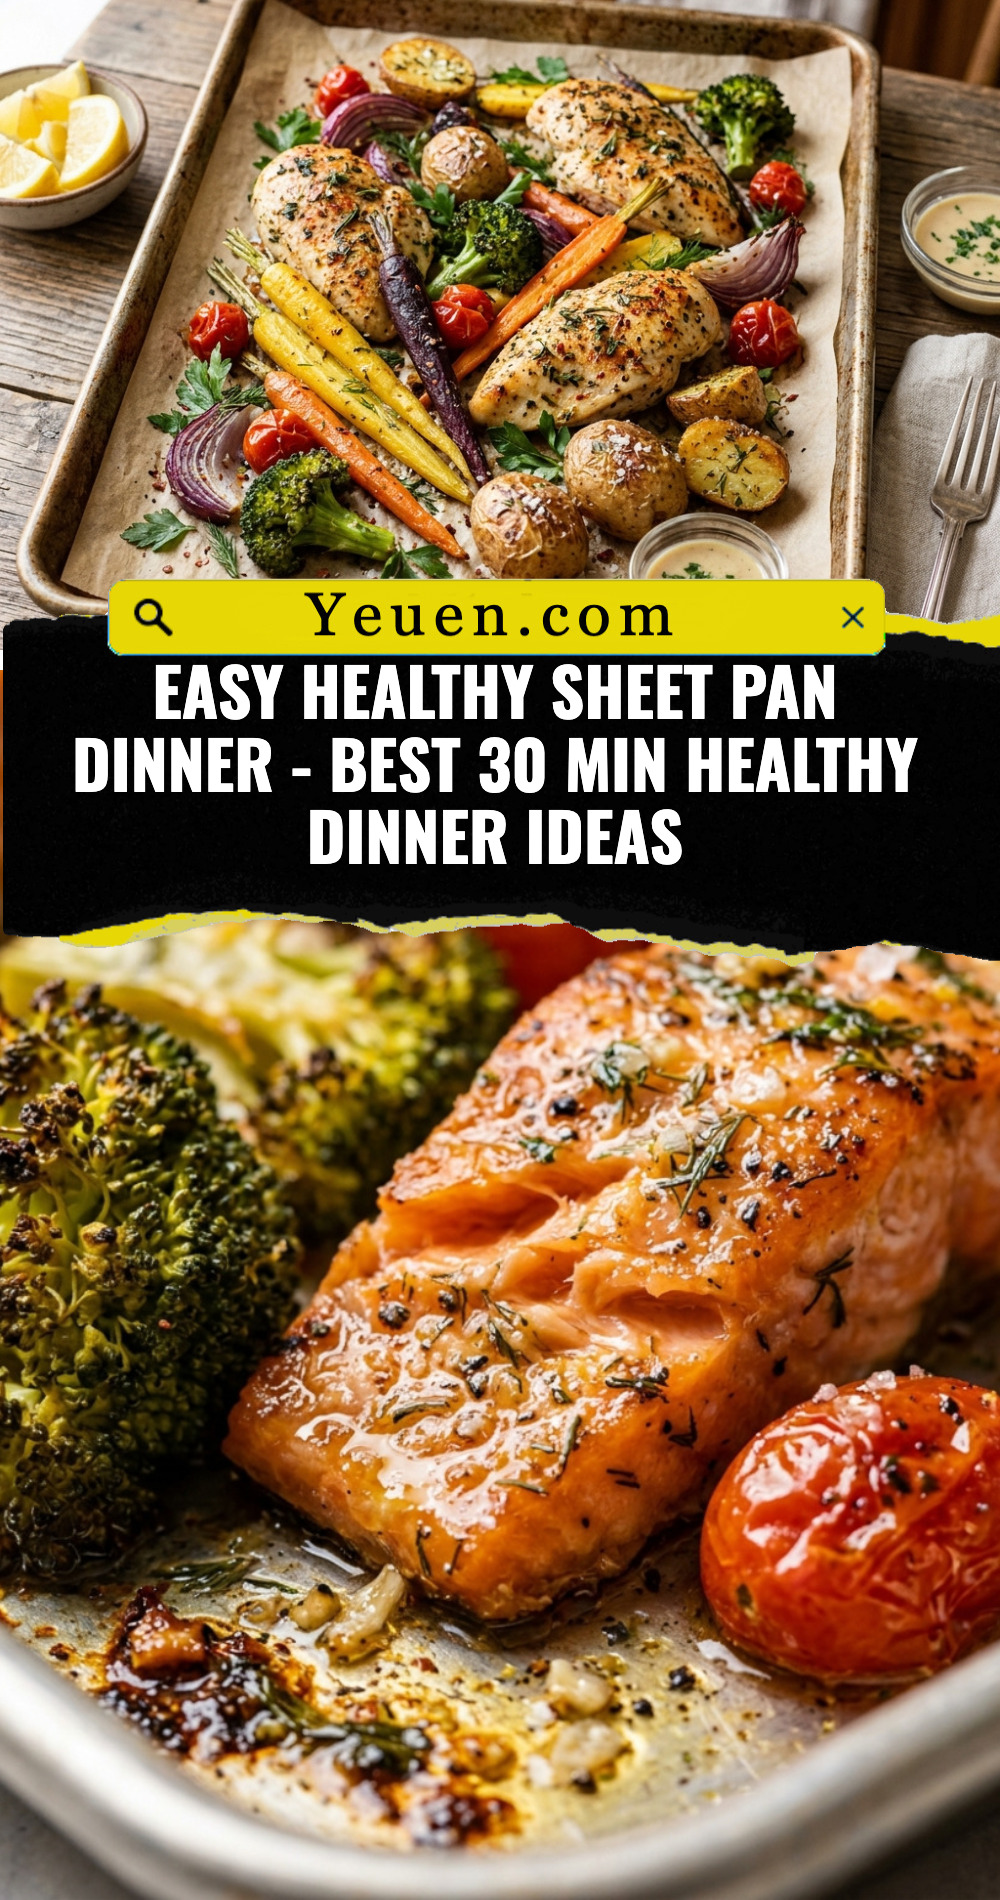 Yeuen.com
EASY HEALTHY SHEET PAN
DINNER - BEST 30 MIN HEALTHY
DINNER IDEAS